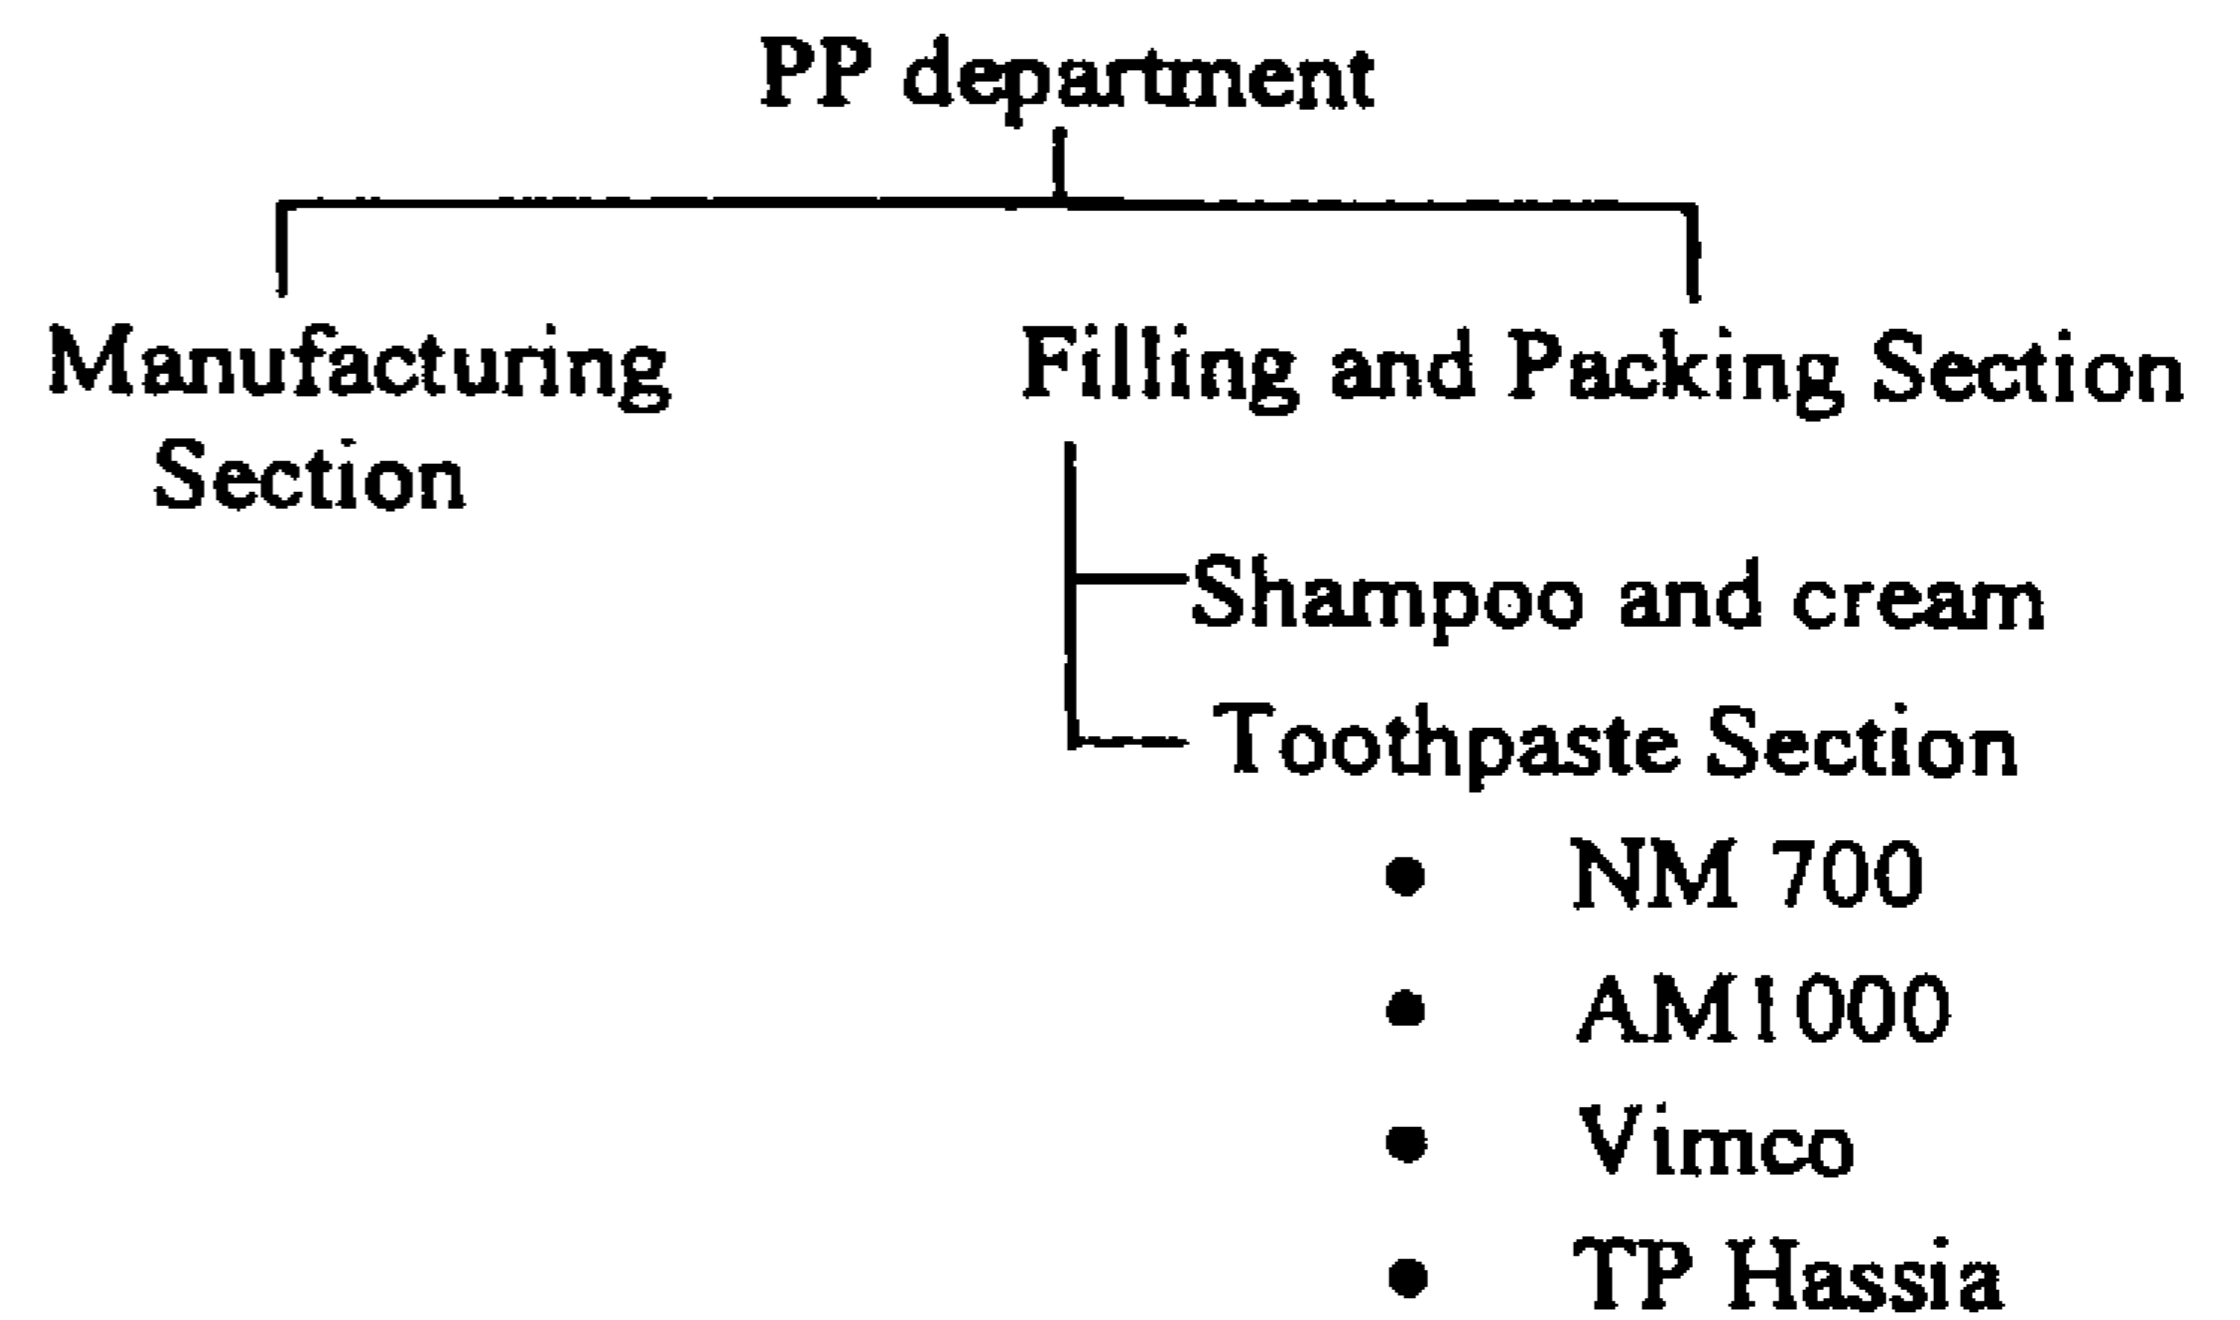 PP department
Manufacturing
Section
Filling and Packing Section
Shampoo and cream
Toothpaste Section
• NM 700
• AM1000
• Vimco
• TP Hassia